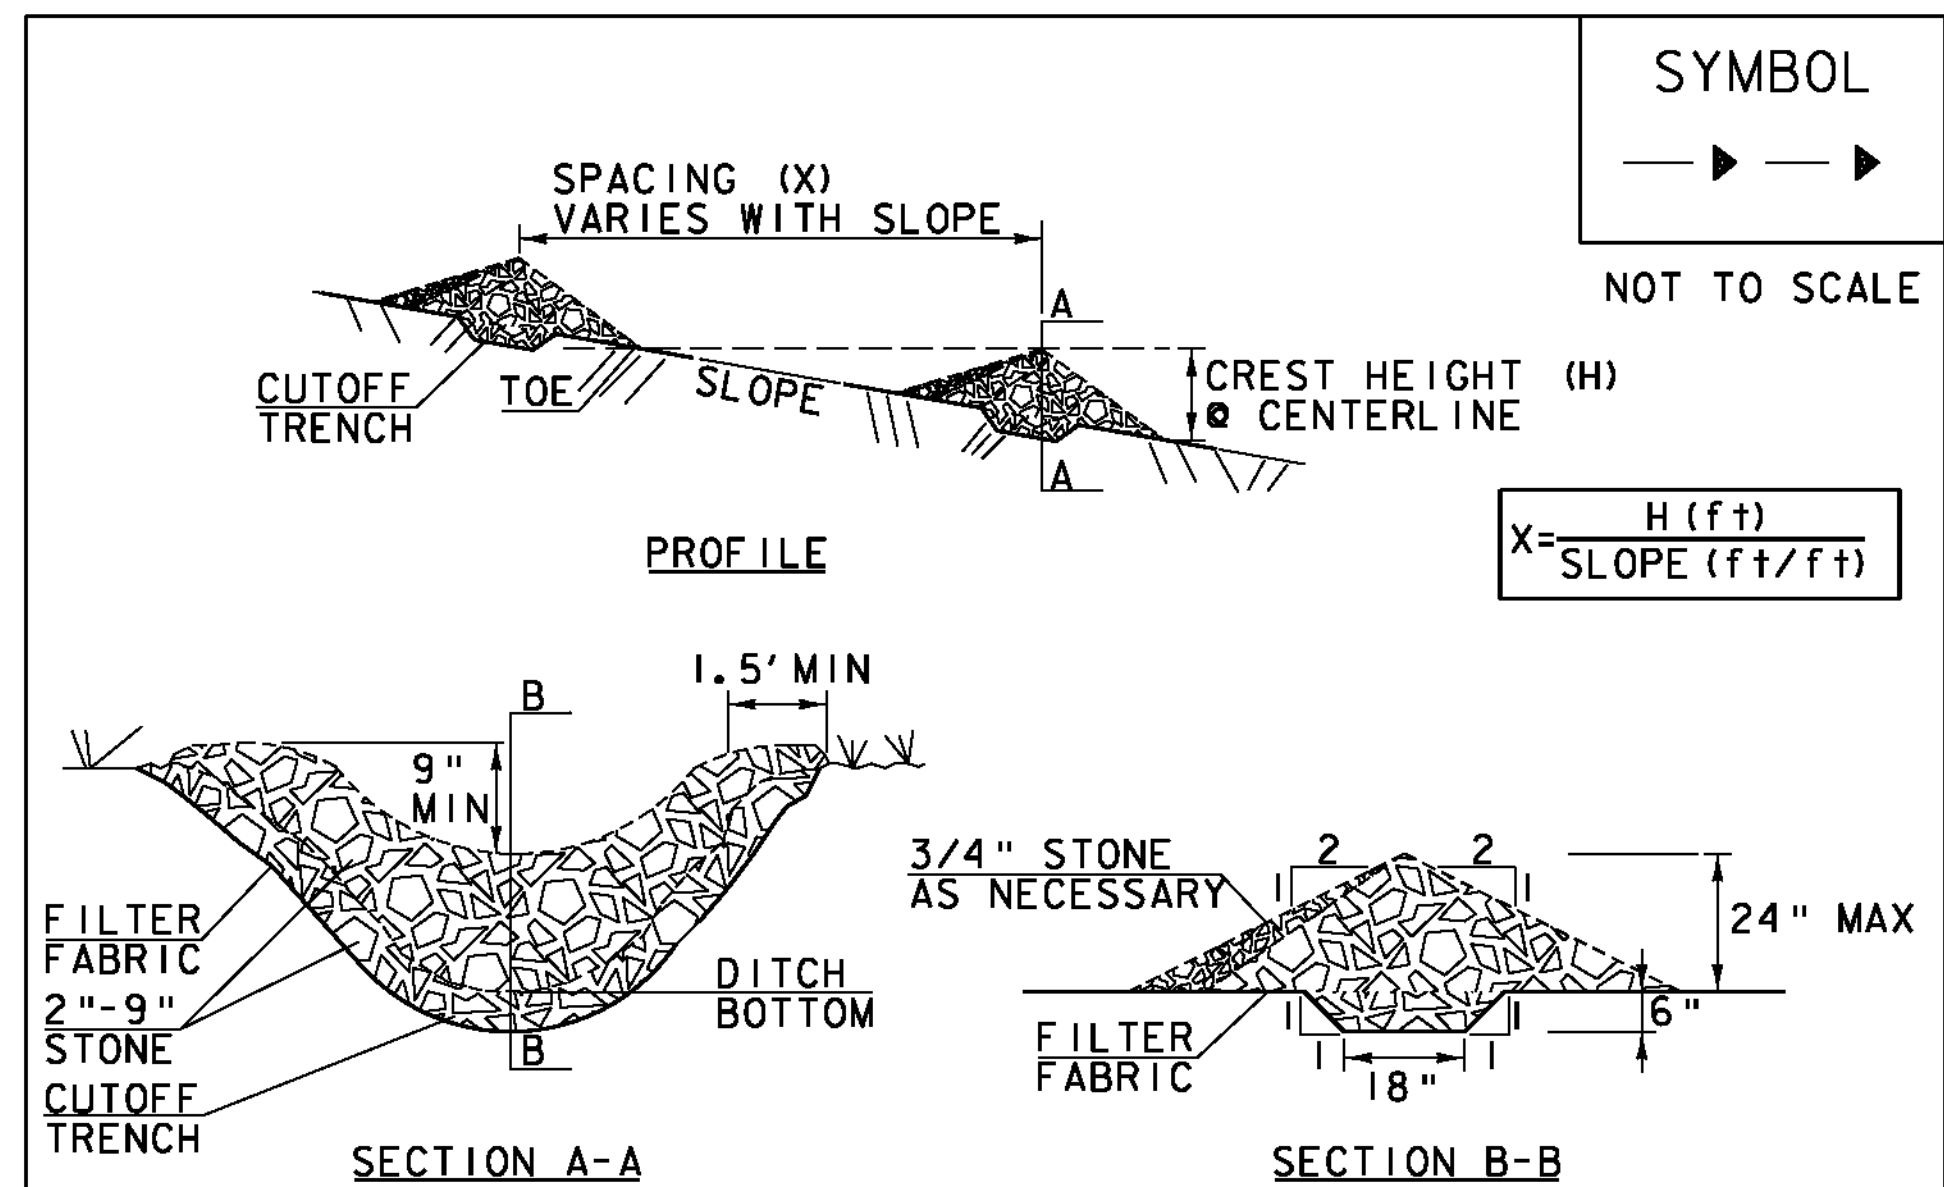 SYMBOL
NOT TO SCALE
SPACING (X)
VARIES WITH SLOPE
A
CREST HEIGHT (H)
@ CENTERLINE
CUTOFF
TRENCH
TOE
SLOPE
A
PROFILE
X=
H (ft)
SLOPE (ft/ft)
1.5' MIN
B
9"
MIN
FILTER
FABRIC
2"-9"
STONE
CUTOFF
TRENCH
DITCH
BOTTOM
B
SECTION A-A
3/4" STONE
AS NECESSARY
2
2
1
1
24" MAX
6"
1
1
1
1
18"
FILTER
FABRIC
SECTION B-B